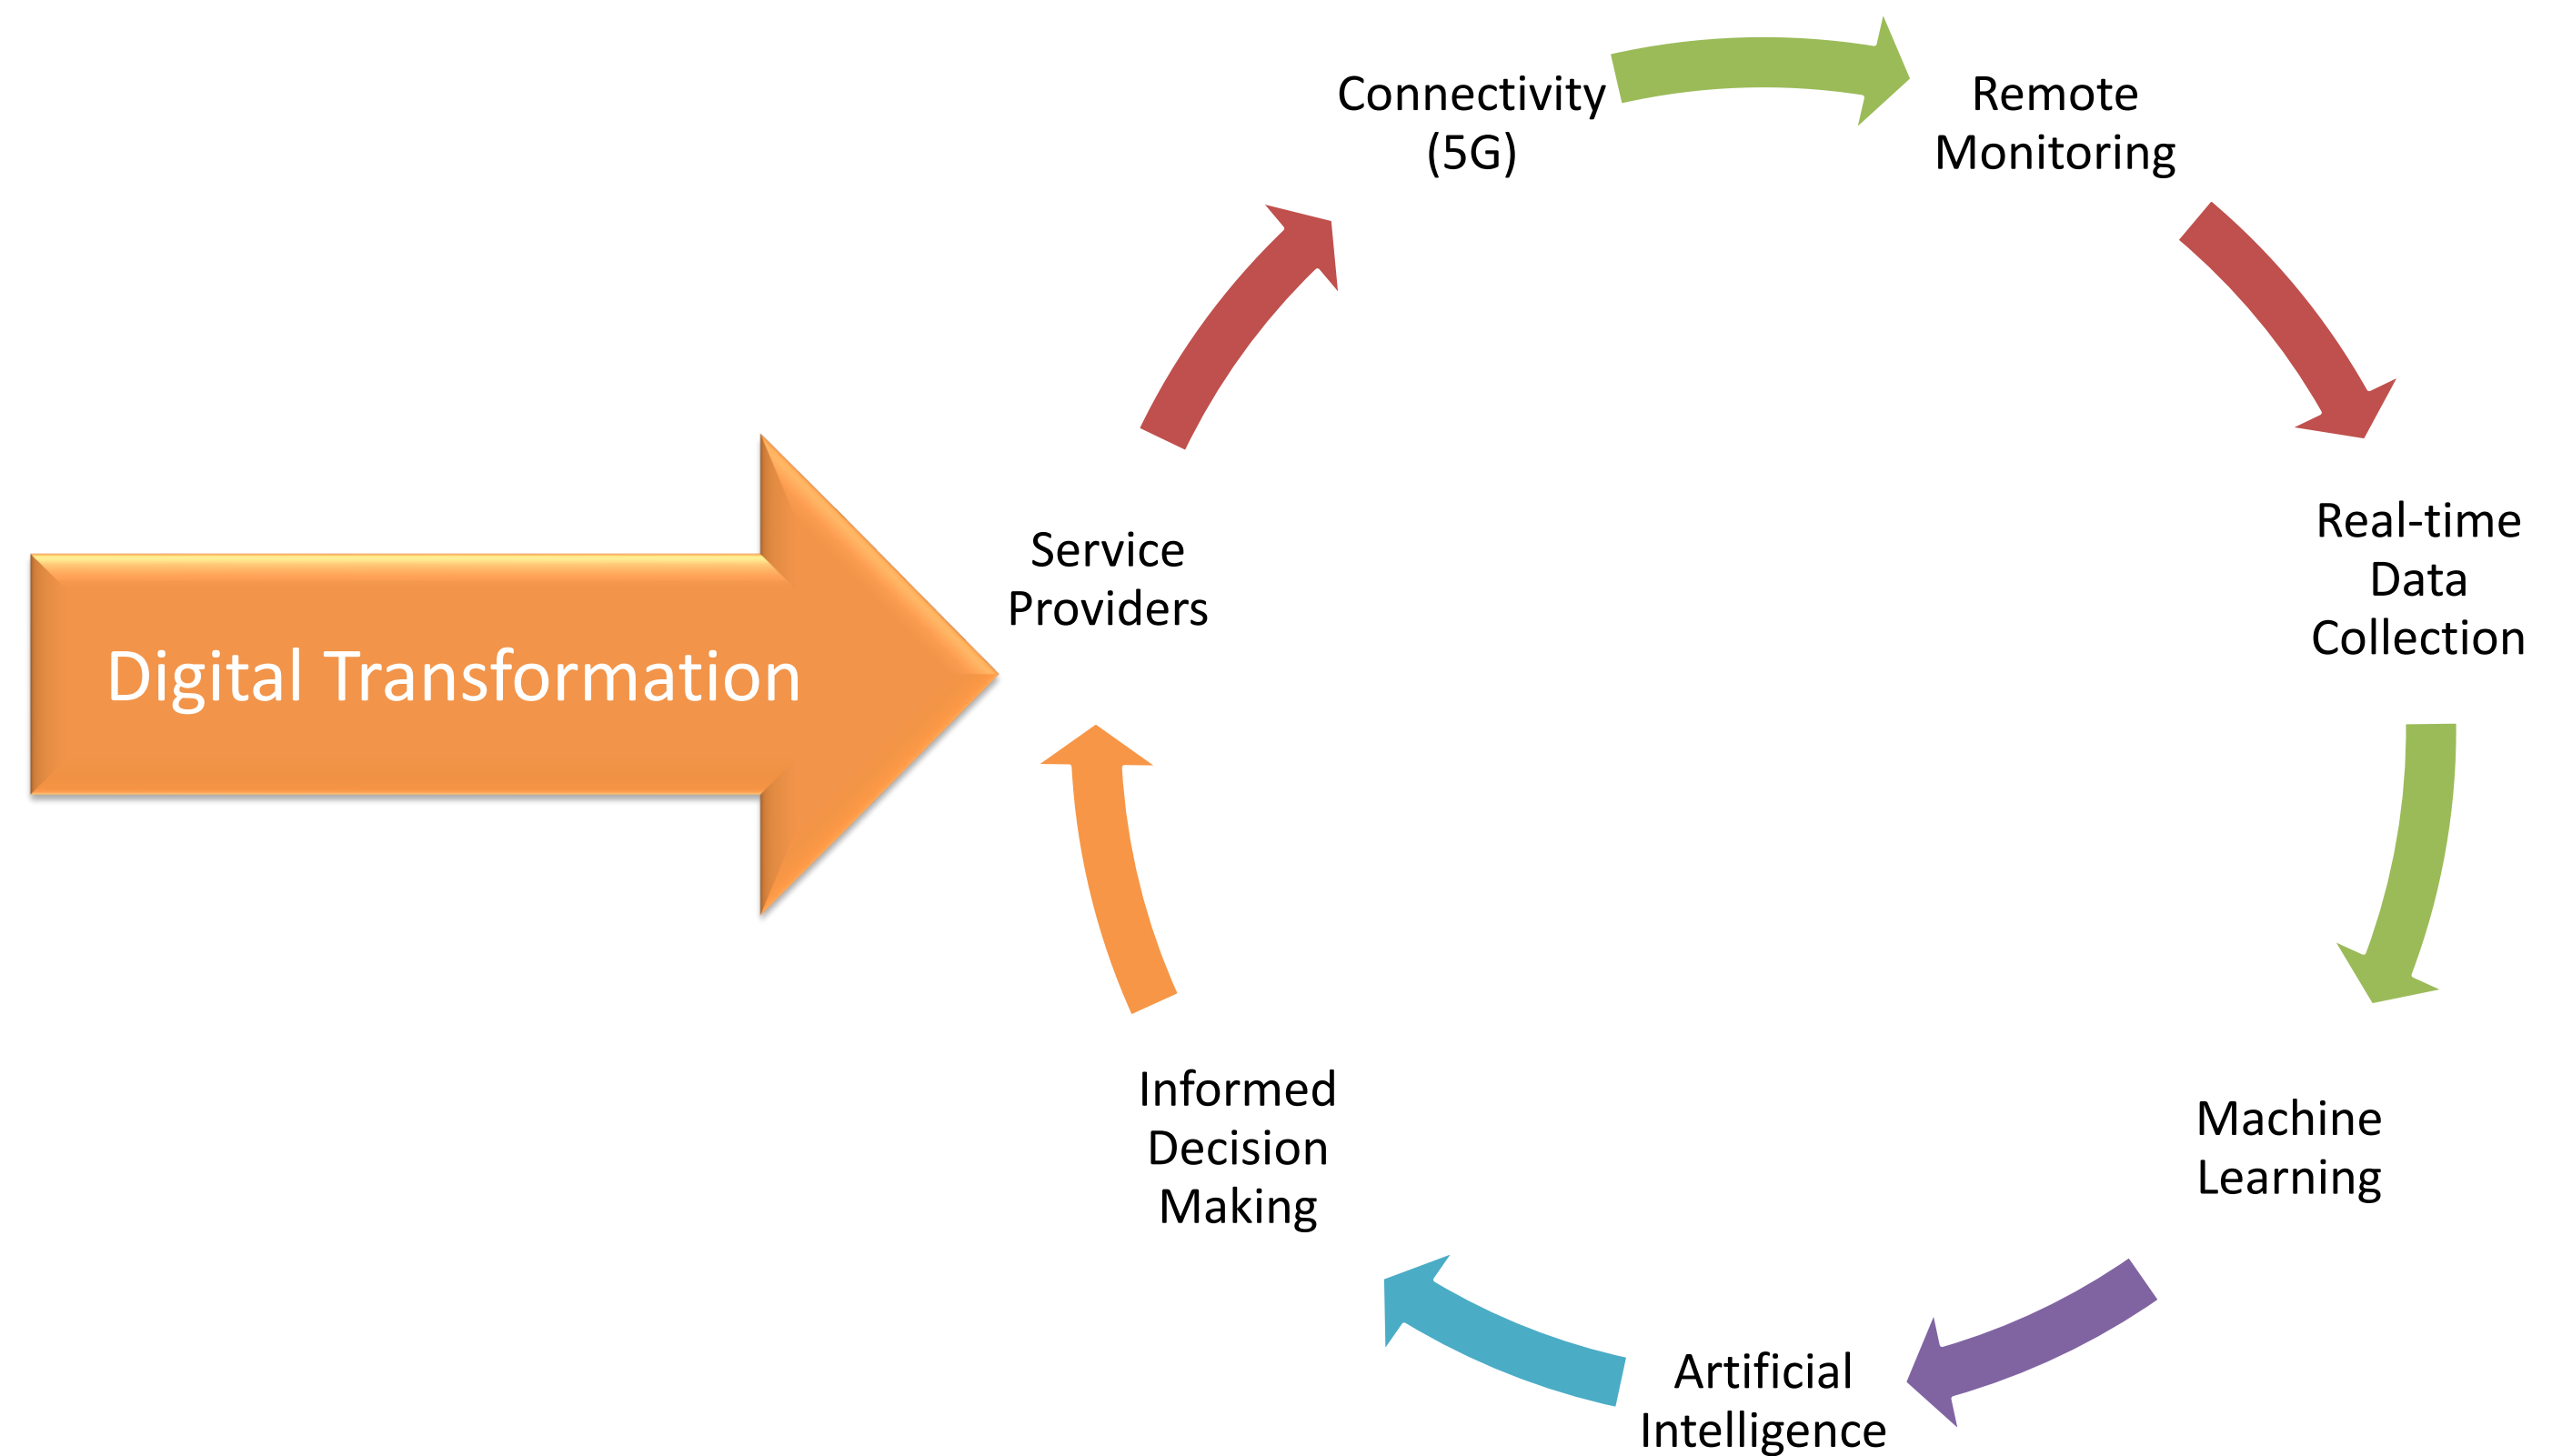 Digital Transformation
Service
Providers
Connectivity
(5G)
Remote
Monitoring
Real-time
Data
Collection
Machine
Learning
Artificial
Intelligence
Informed
Decision
Making